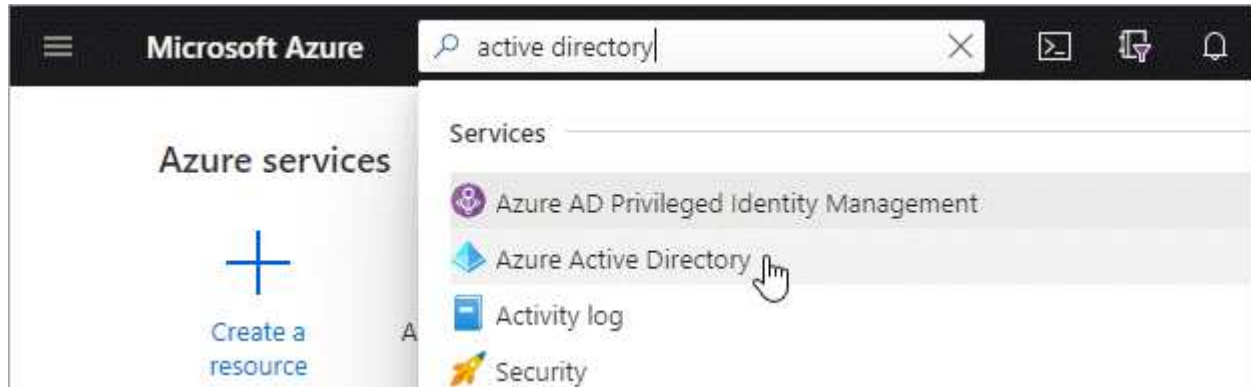 Microsoft Azure
active directory
Services
Azure services
Azure AD Privileged Identity Management
Azure Active Directory
Activity log
Create a
resource
A
Security